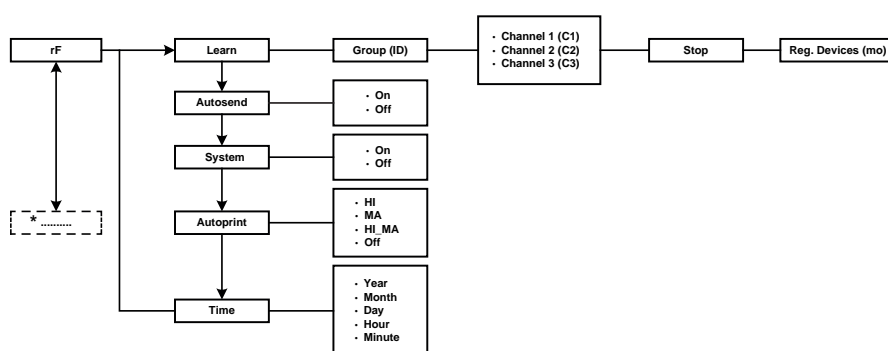 rF
Learn
Group (ID)
· Channel 1 (C1)
· Channel 2 (C2)
· Channel 3 (C3)
Stop
Reg. Devices (mo)
Autosend
· On
· Off
System
· On
· Off
* ..........
Autoprint
· HI
· MA
· HI_MA
· Off
Time
· Year
· Month
· Day
· Hour
· Minute